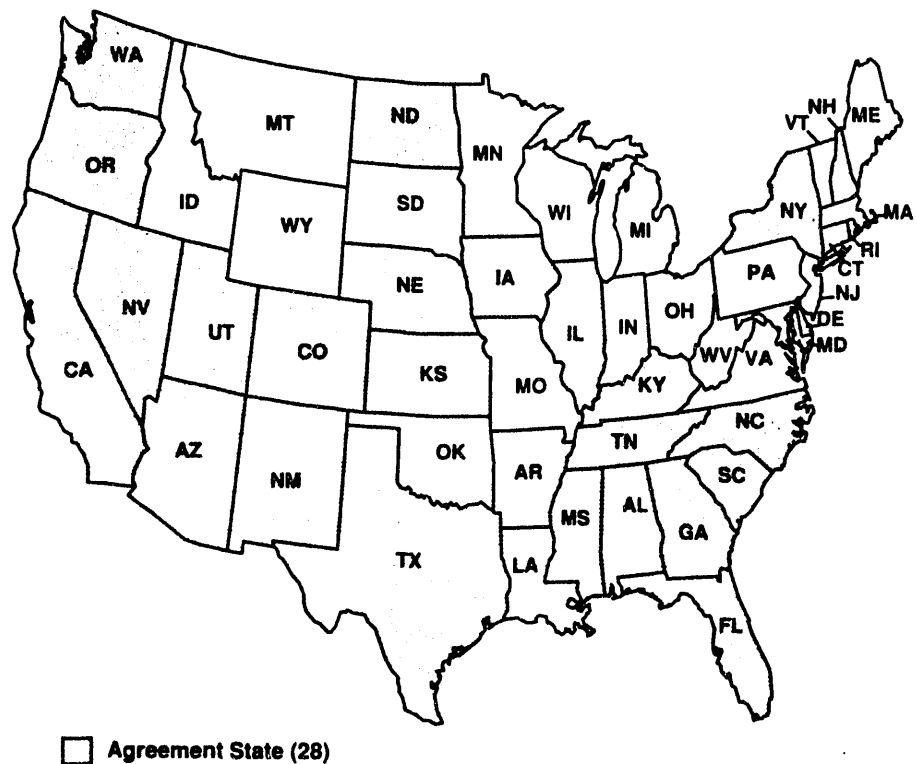 WA
MT
ND
MN
VT
NH
ME
OR
ID
WY
SD
WI
MI
NY
MA
RI
CT
NJ
DE
MD
NV
UT
CO
NE
IA
IL
IN
OH
PA
WV
VA
CA
KS
MO
KY
AZ
NM
OK
AR
TN
NC
SC
TX
LA
MS
AL
GA
FL
Agreement State (28)